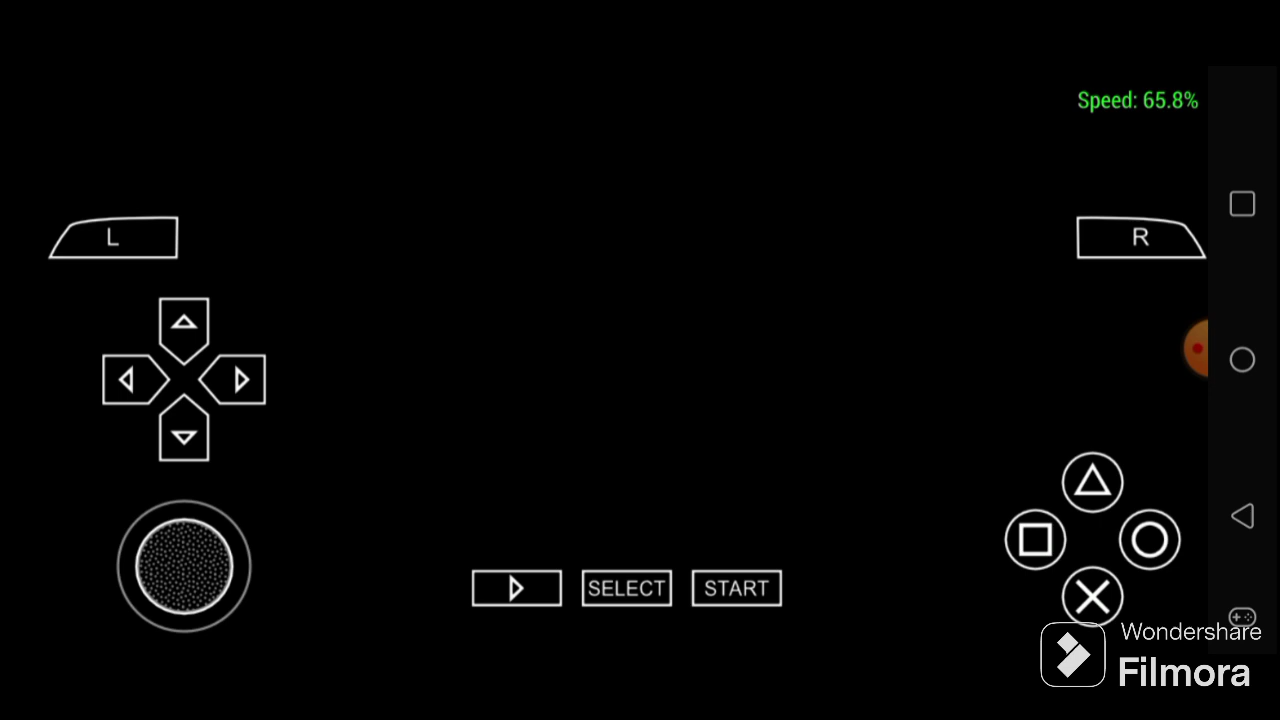 Speed: 65.8%
L
R
SELECT
START
Wondershare
Filmora